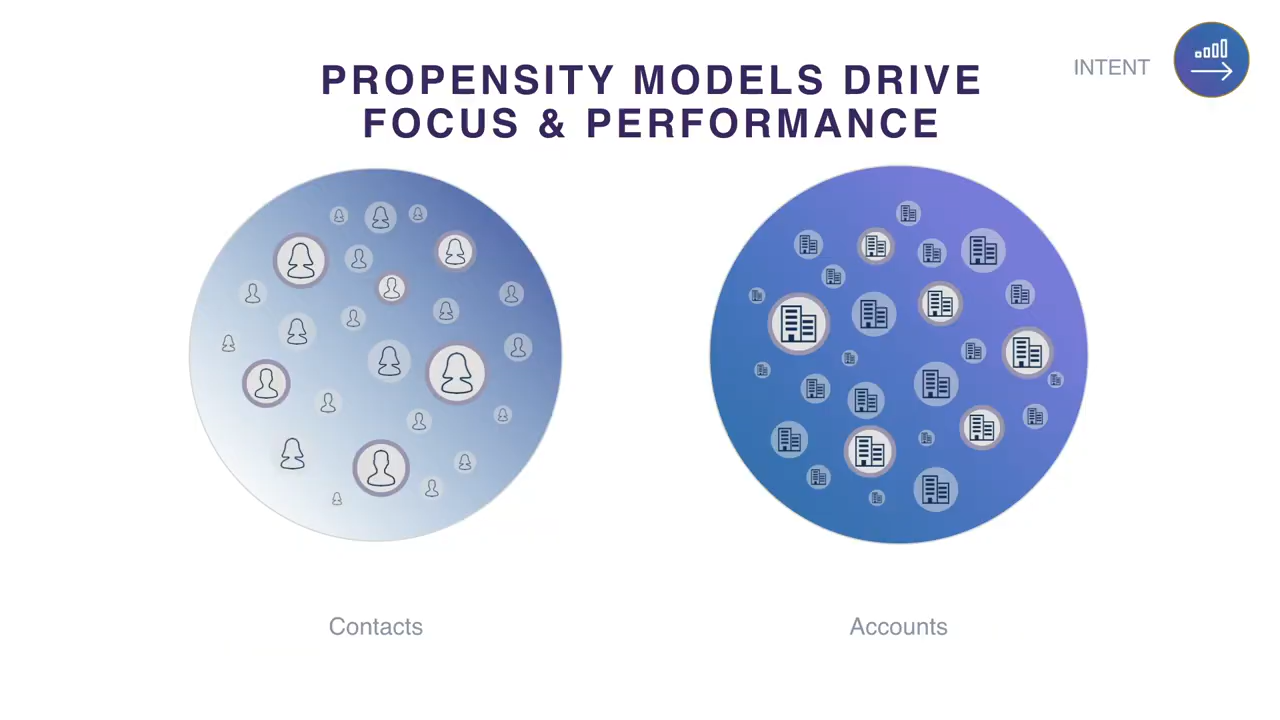 INTENT
PROPENSITY MODELS DRIVE
FOCUS & PERFORMANCE
Contacts
Accounts